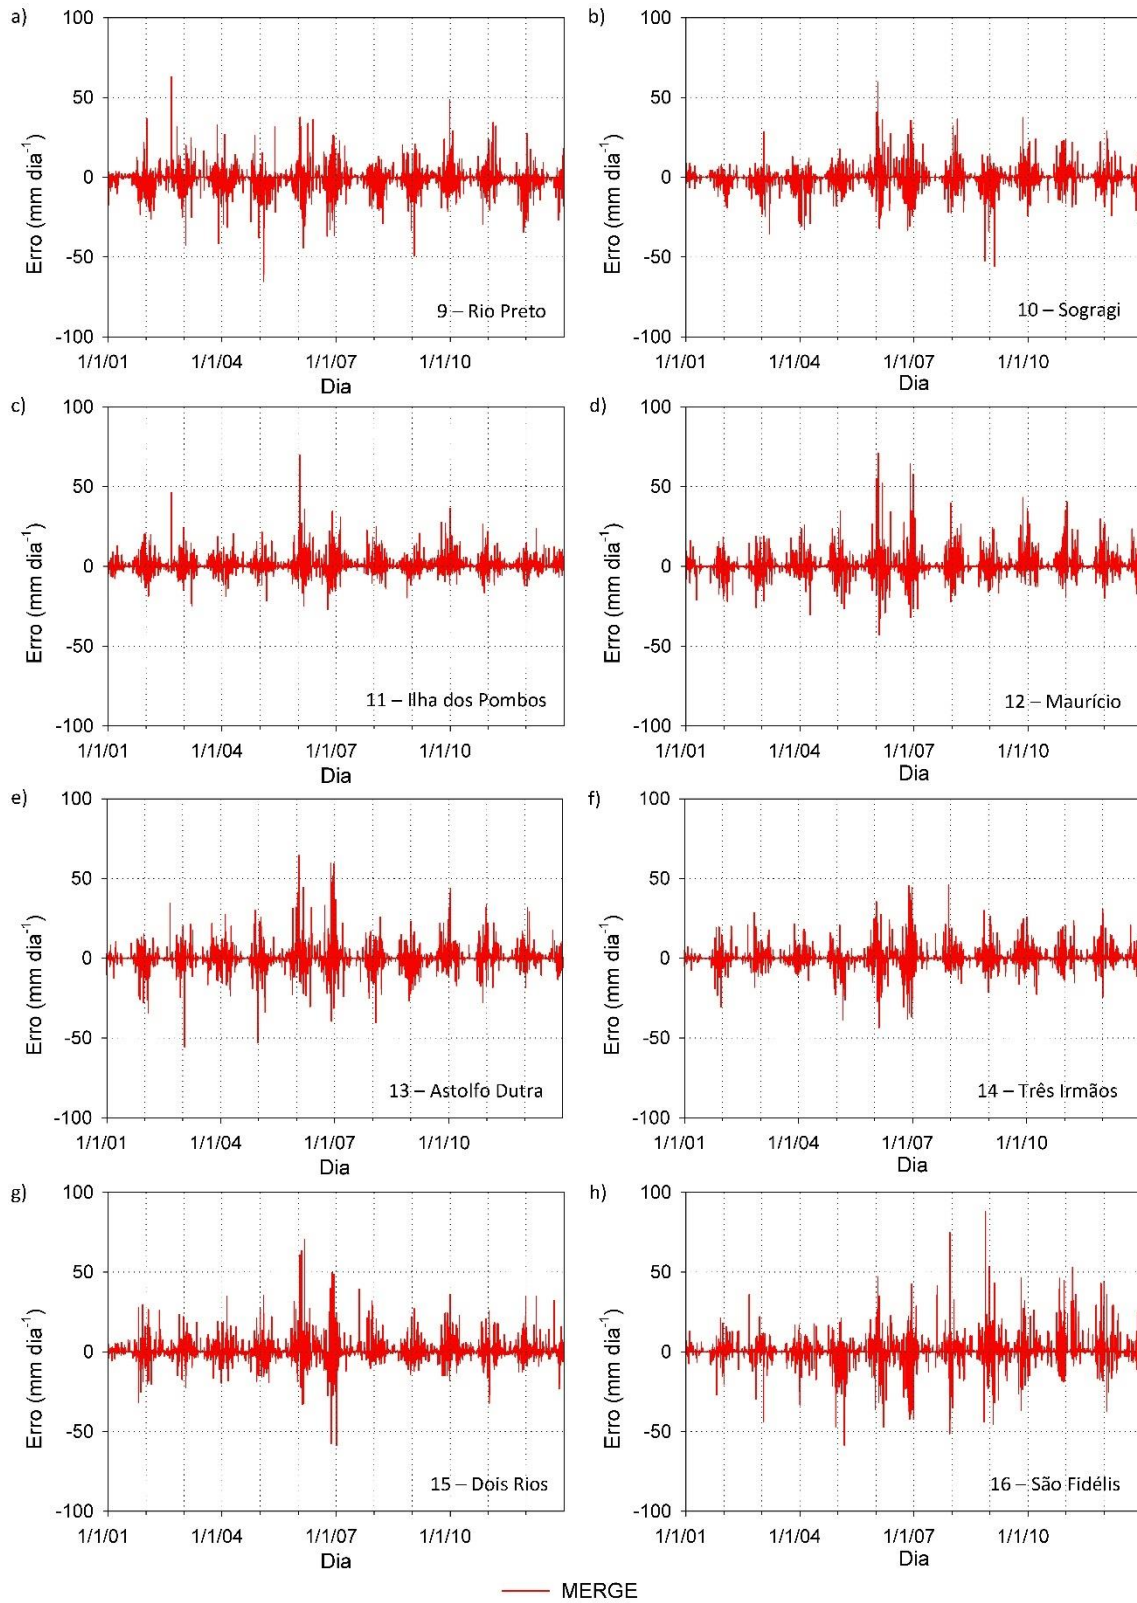 a)
100
50
0
-50
-100
Erro (mm dia-1)
9 – Rio Preto
1/1/01 1/1/04 1/1/07 1/1/10
Dia
b)
100
50
0
-50
-100
Erro (mm dia-1)
10 – Sogragi
1/1/01 1/1/04 1/1/07 1/1/10
Dia
c)
100
50
0
-50
-100
Erro (mm dia-1)
11 – Ilha dos Pombos
1/1/01 1/1/04 1/1/07 1/1/10
Dia
d)
100
50
0
-50
-100
Erro (mm dia-1)
12 – Maurício
1/1/01 1/1/04 1/1/07 1/1/10
Dia
e)
100
50
0
-50
-100
Erro (mm dia-1)
13 – Astolfo Dutra
1/1/01 1/1/04 1/1/07 1/1/10
Dia
f)
100
50
0
-50
-100
Erro (mm dia-1)
14 – Três Irmãos
1/1/01 1/1/04 1/1/07 1/1/10
Dia
g)
100
50
0
-50
-100
Erro (mm dia-1)
15 – Dois Rios
1/1/01 1/1/04 1/1/07 1/1/10
Dia
h)
100
50
0
-50
-100
Erro (mm dia-1)
16 – São Fidélis
1/1/01 1/1/04 1/1/07 1/1/10
Dia
MERGE